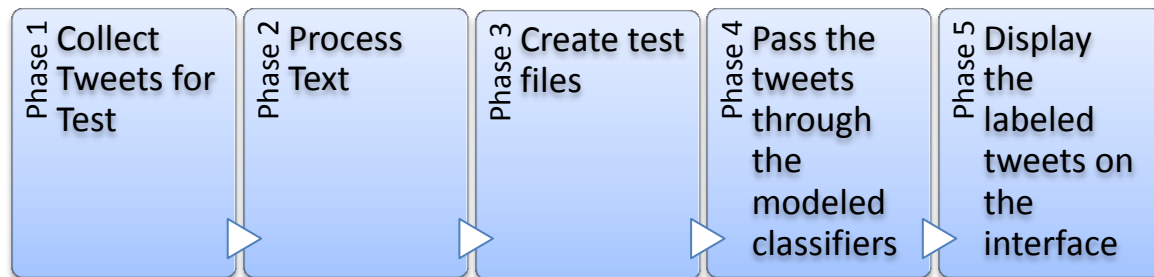 Phase 1
Collect
Tweets for
Test
Phase 2
Process
Text
Phase 3
Create test
files
Phase 4
Pass the
tweets
through
the
modeled
classifiers
Phase 5
Display
the
labeled
tweets on
the
interface